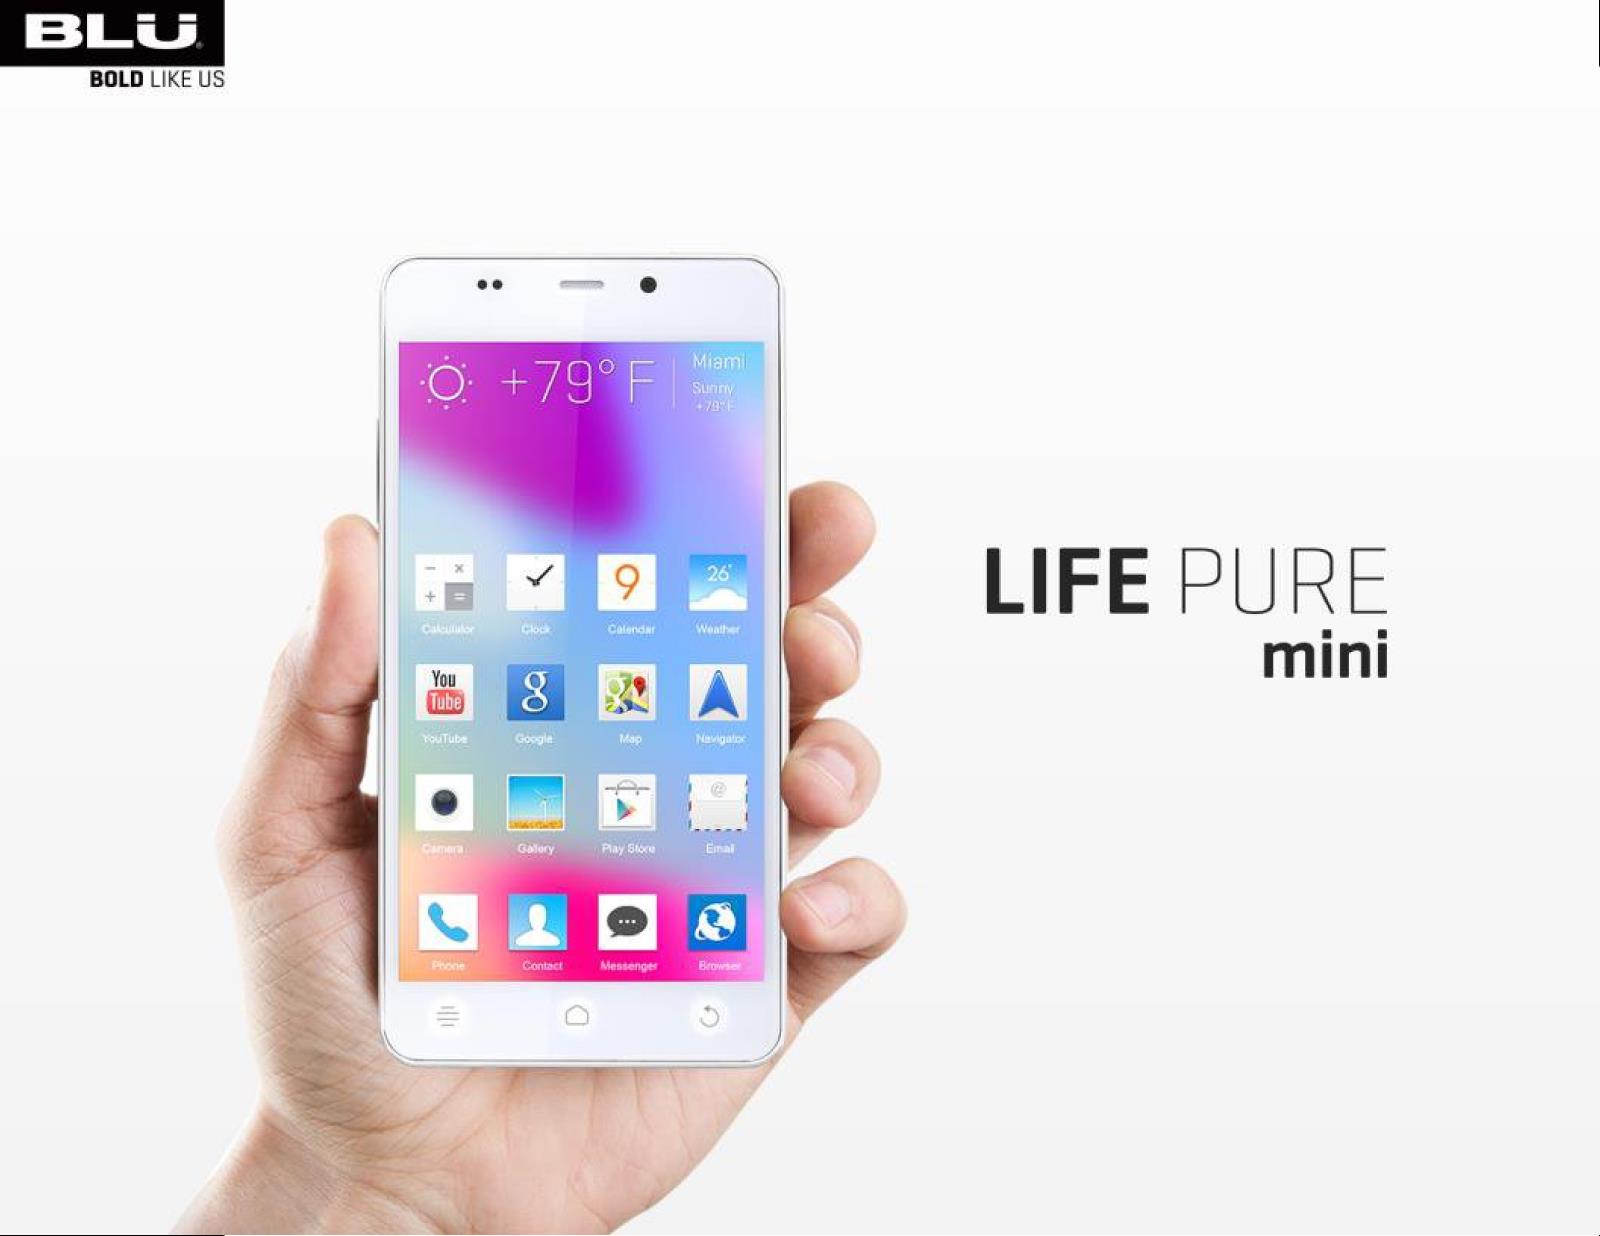 BLU
BOLD LIKE US
+79° F
Miami
Sunny
+79°F
LIFE PURE
mini
26°
9
Calculator Clock Calendar Weather
You
Tube
g
g
YouTube Google Map Navigator
@
Camera Gallery Play Store Email
Phone Contact Messenger Browser